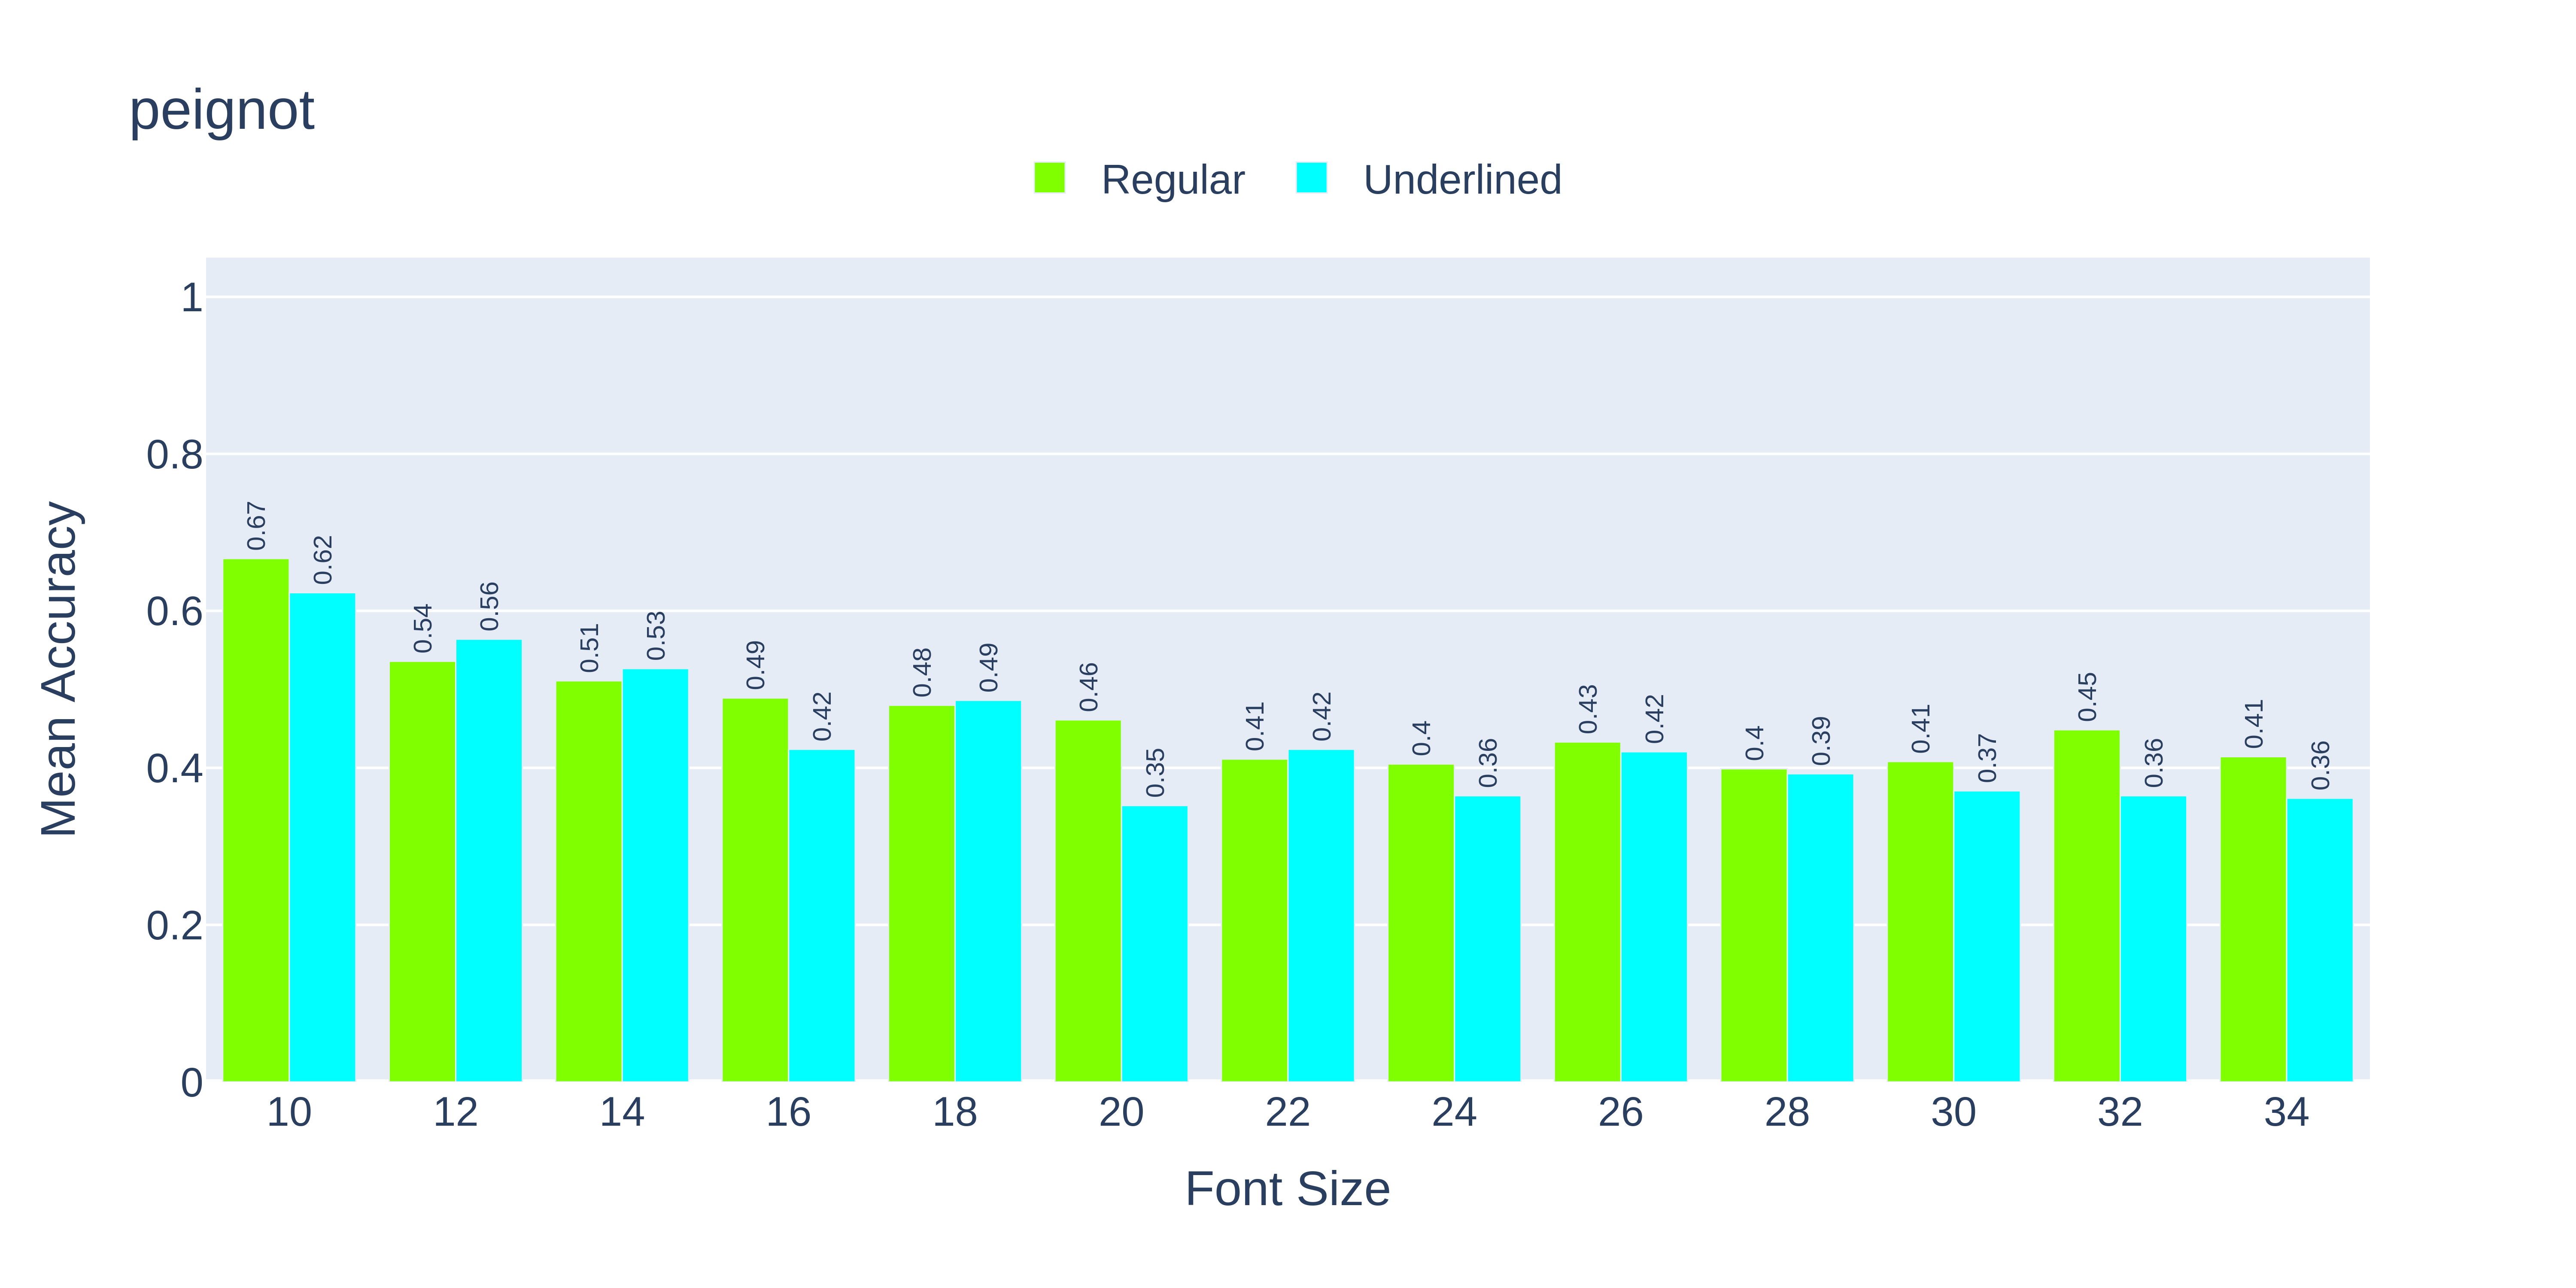 peignot
Regular Underlined
Mean Accuracy
1
0.8
0.6
0.4
0.2
0
0.67 0.62 0.54 0.56 0.51 0.53 0.49 0.42 0.48 0.49 0.46 0.35 0.41 0.42 0.4 0.36 0.43 0.42 0.4 0.39 0.41 0.37 0.45 0.36 0.41 0.36
10 12 14 16 18 20 22 24 26 28 30 32 34
Font Size